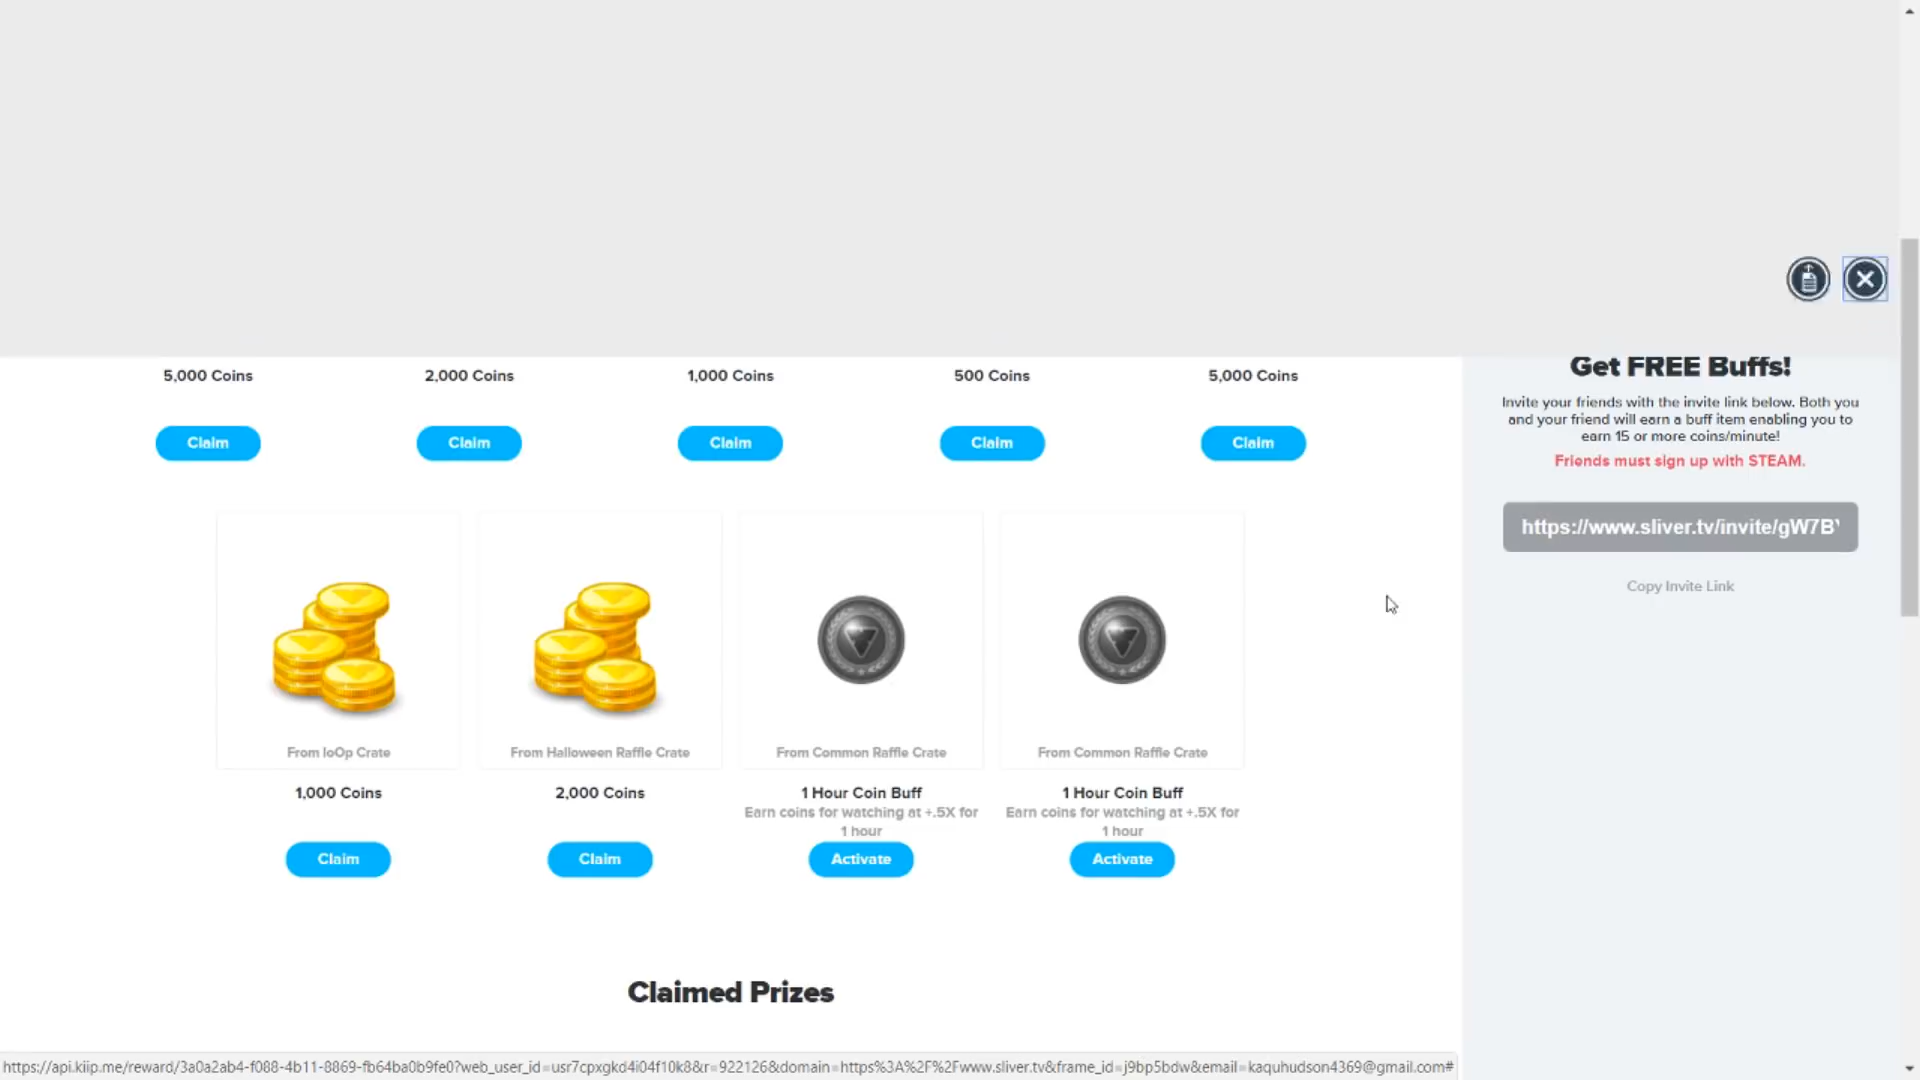 5,000 Coins
2,000 Coins
1,000 Coins
500 Coins
5,000 Coins
Claim
Claim
Claim
Claim
Claim
From loOp Crate
From Halloween Raffle Crate
From Common Raffle Crate
From Common Raffle Crate
1,000 Coins
2,000 Coins
1 Hour Coin Buff
Earn coins for watching at +.5X for
1 hour
1 Hour Coin Buff
Earn coins for watching at +.5X for
1 hour
Claim
Claim
Activate
Activate
Claimed Prizes
Get FREE Buffs!
Invite your friends with the invite link below. Both you
and your friend will earn a buff item enabling you to
earn 15 or more coins/minute!
Friends must sign up with STEAM.
https://www.sliver.tv/invite/gW7BY
Copy Invite Link
https://api.kiip.me/reward/3a0a2ab4-f088-4b11-8869-fb64ba0b9fe0?web_user_id=usr7cpxgkd4i04f10k8&r=922126&domain=https%3A%2F%2Fwww.sliver.tv&frame_id=j9bp5bdw&email=kaquhudson4369@gmail.com#